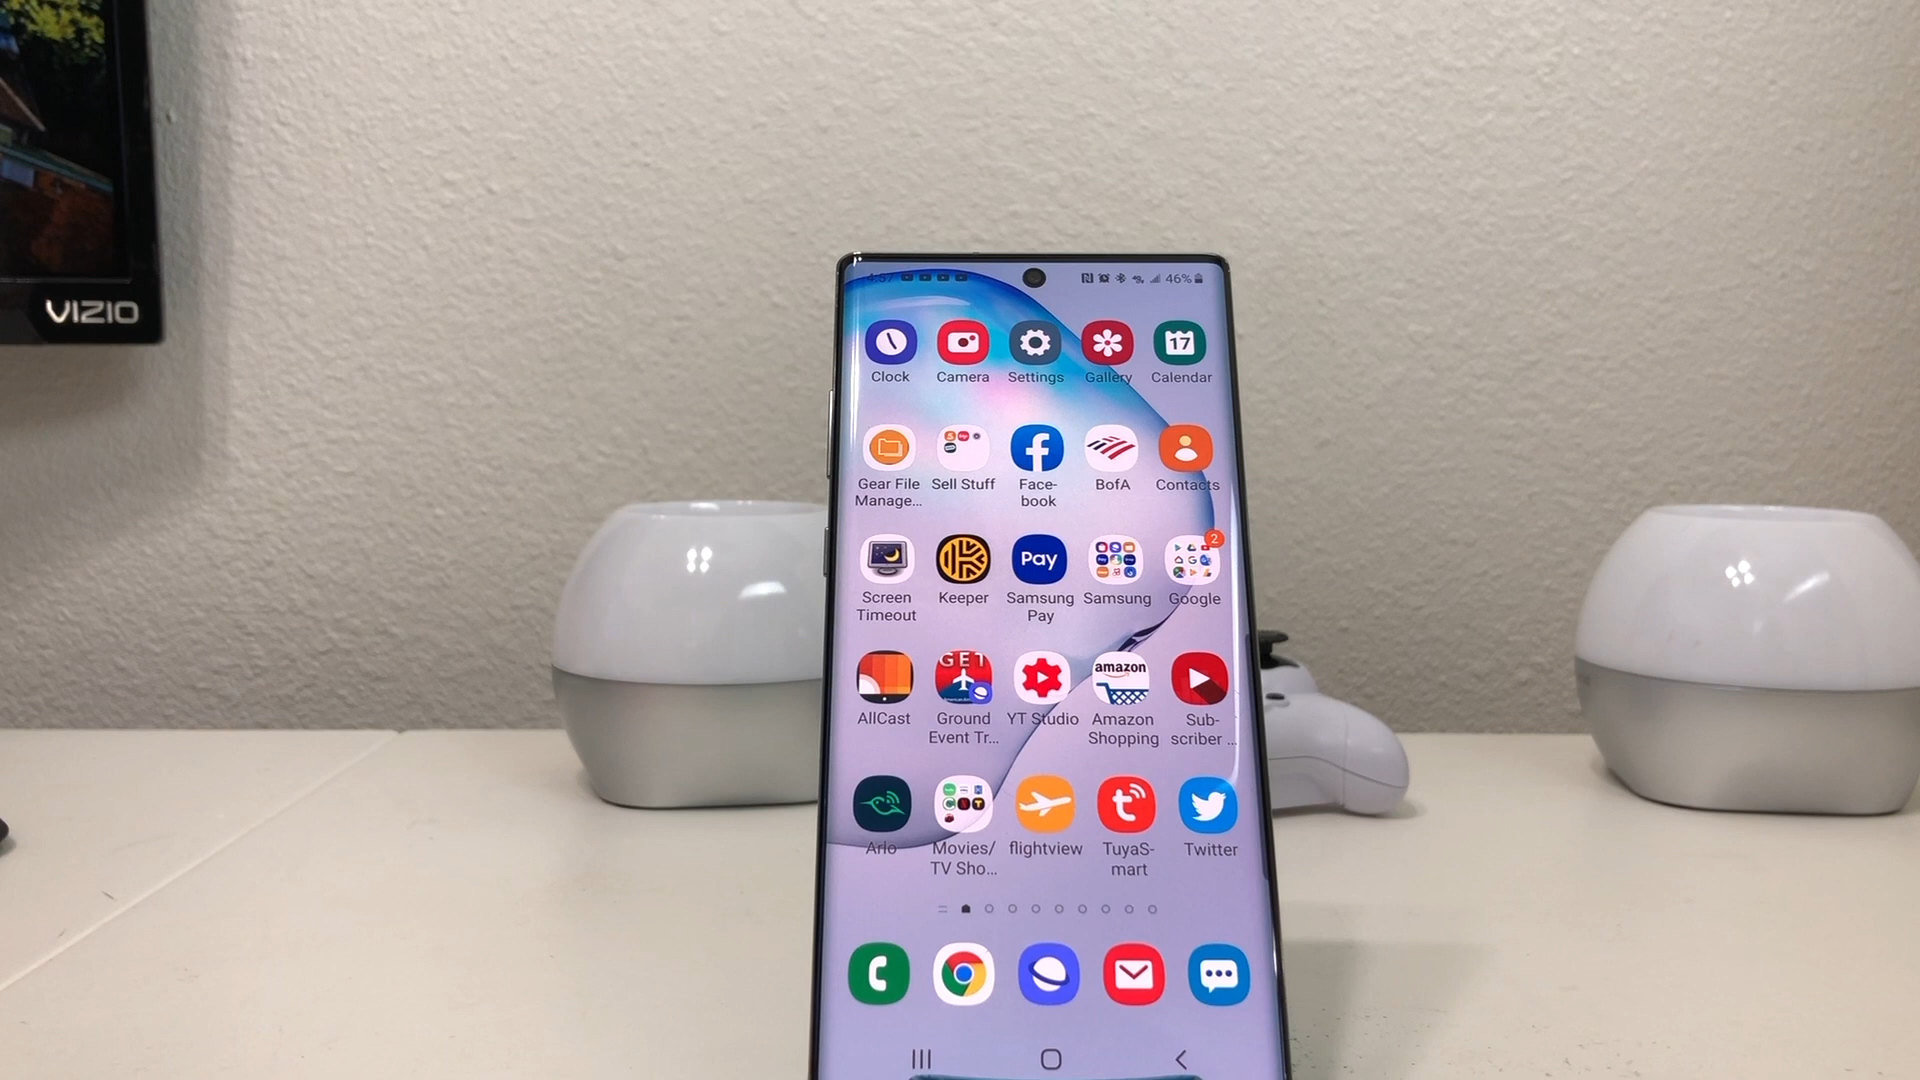 VIZIO
4:57
46%
17
Clock Camera Settings Gallery Calendar
Gear File
Manage...
Sell Stuff
Face-
book
BofA
Contacts
Pay
2
Screen
Timeout
Keeper
Samsung
Pay
Samsung
Google
GET
amazon
AllCast
Ground
Event Tr...
YT Studio
Amazon
Shopping
Sub-
scriber ...
Arlo
Movies/
TV Sho...
flightview
TuyaS-
mart
Twitter